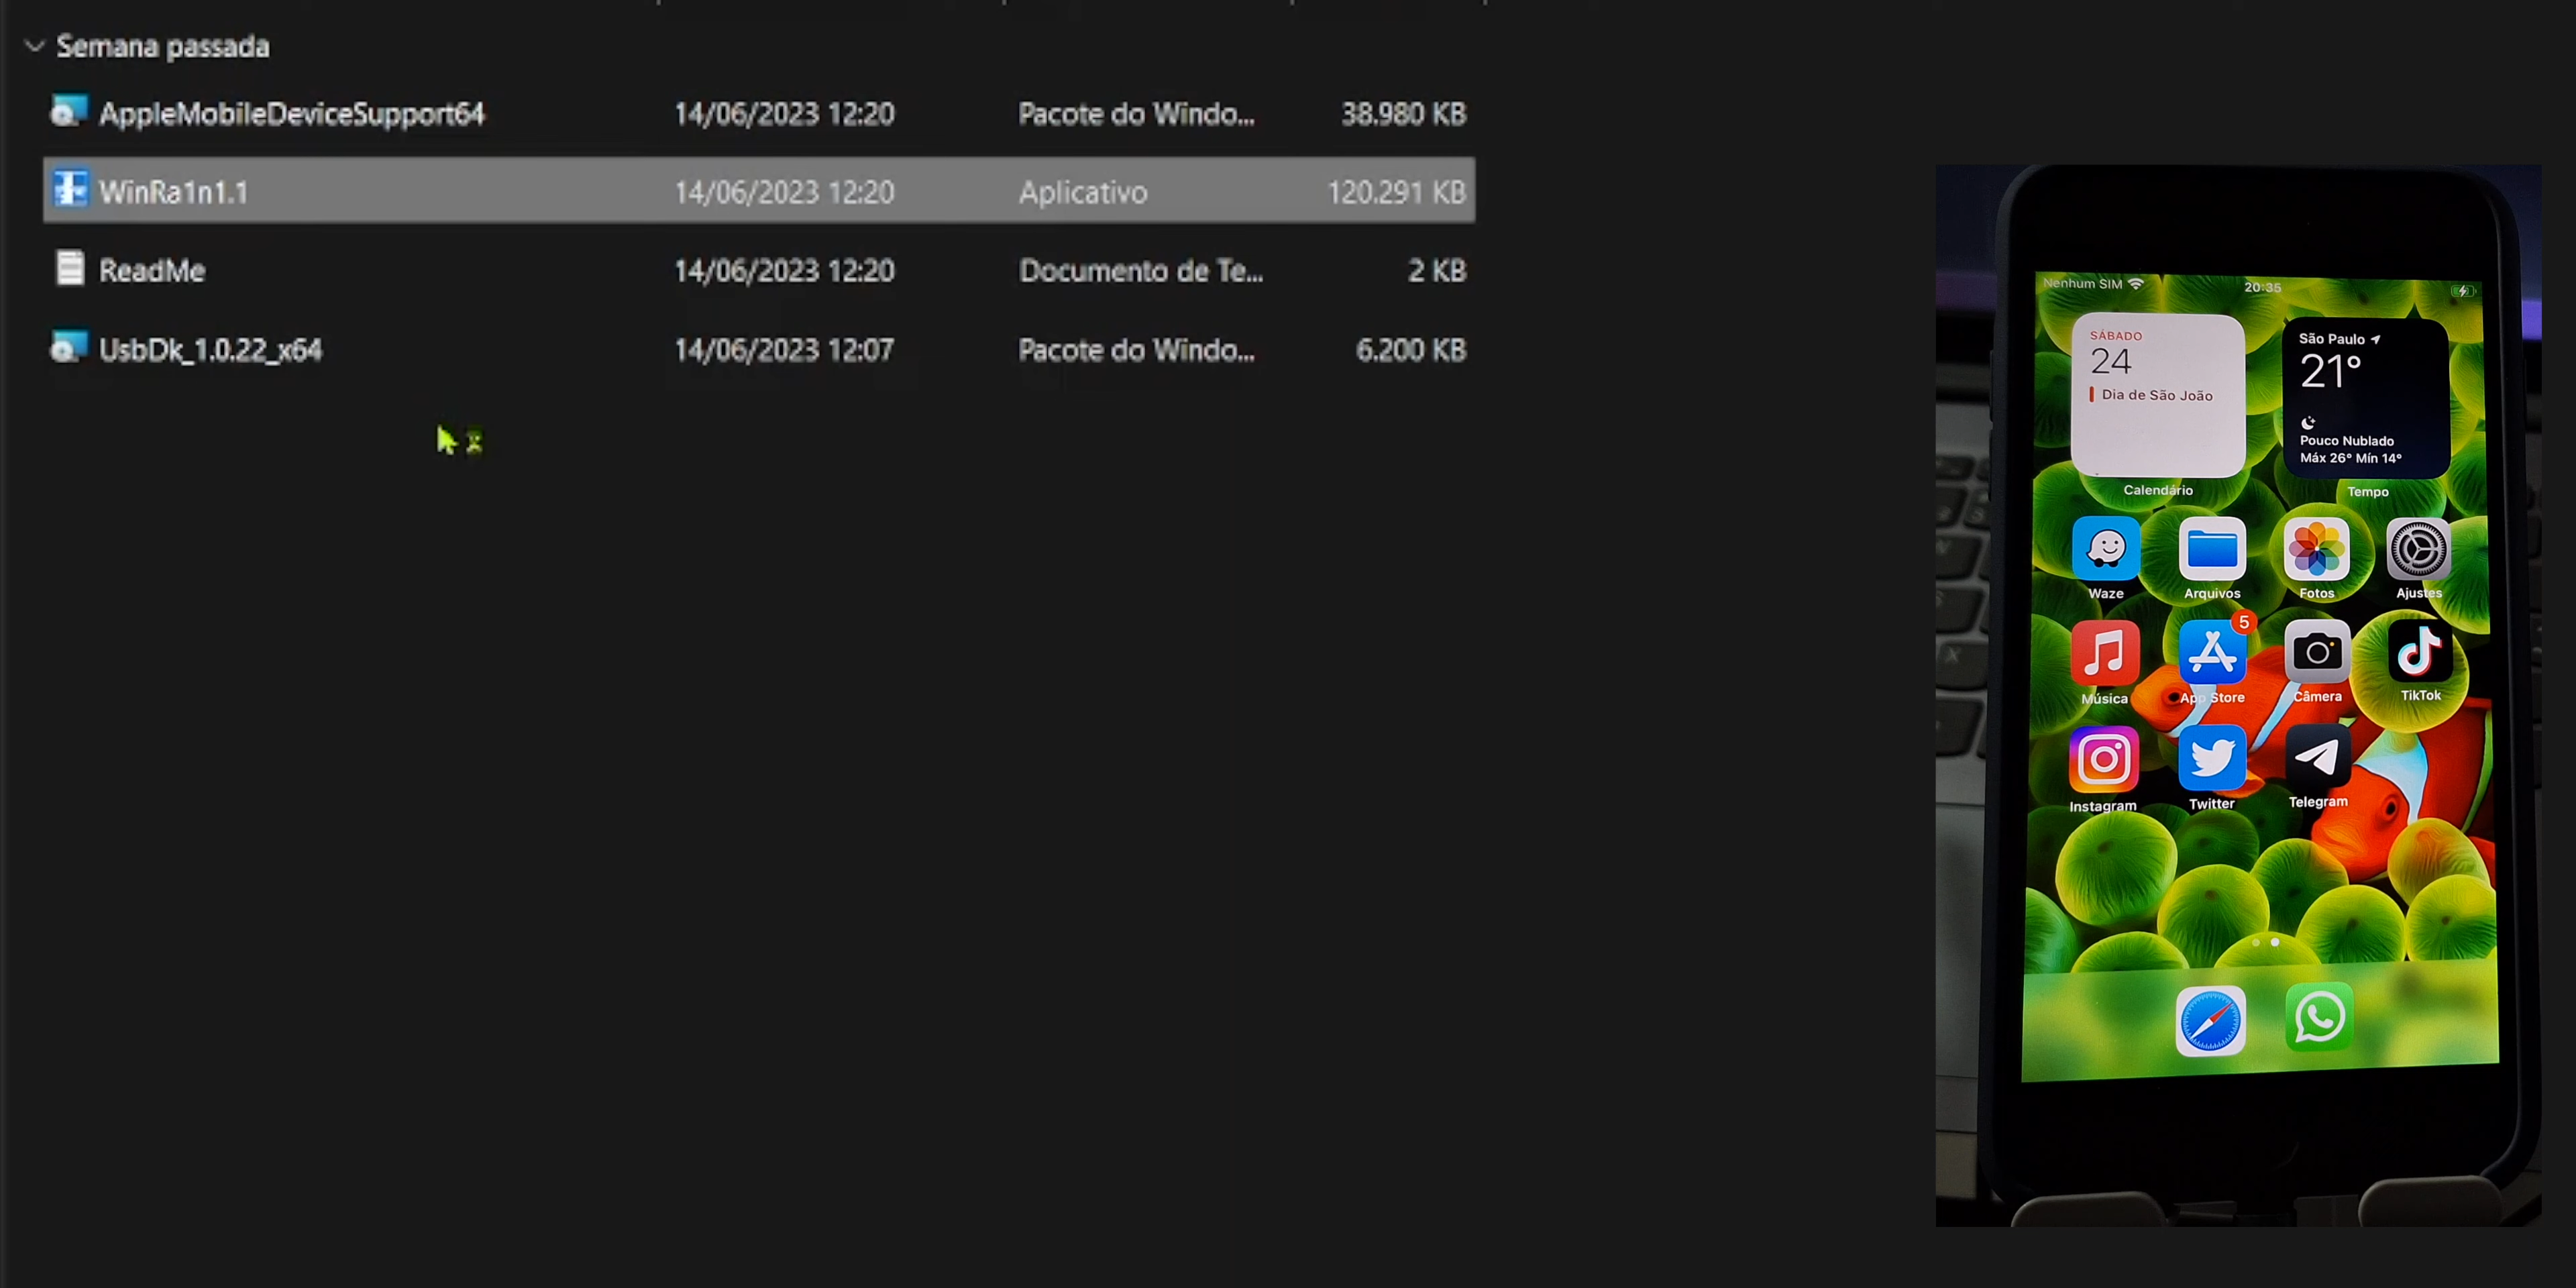 Semana passada
AppleMobileDeviceSupport64 14/06/2023 12:20 Pacote do Windo... 38.980 KB
WinRa1n1.1 14/06/2023 12:20 Aplicativo 120.291 KB
ReadMe 14/06/2023 12:20 Documento de Te... 2 KB
UsbDk_1.0.22_x64 14/06/2023 12:07 Pacote do Windo... 6.200 KB
Nenhum SIM 20:35
SÁBADO
24
Dia de São João
Calendário
São Paulo
21°
Pouco Nublado
Máx 26° Mín 14°
Tempo
Waze Arquivos Fotos Ajustes
5
Música App Store Câmera TikTok
Instagram Twitter Telegram